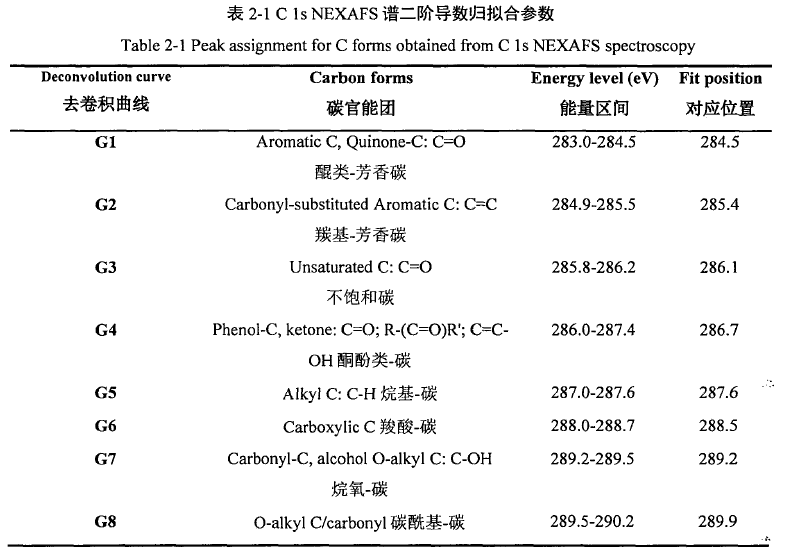 表 2-1 C 1s NEXAFS 谱二阶导数归拟合参数
Table 2-1 Peak assignment for C forms obtained from C 1s NEXAFS spectroscopy
Deconvolution curve Carbon forms Energy level (eV) Fit position
去卷积曲线 碳官能团 能量区间 对应位置
G1 Aromatic C, Quinone-C: C=O 283.0-284.5 284.5
醌类-芳香碳
G2 Carbonyl-substituted Aromatic C: C=C 284.9-285.5 285.4
羰基-芳香碳
G3 Unsaturated C: C=O 285.8-286.2 286.1
不饱和碳
G4 Phenol-C, ketone: C=O; R-(C=O)R'; C=C- 286.0-287.4 286.7
OH 酮酚类-碳
G5 Alkyl C: C-H 烷基-碳 287.0-287.6 287.6
G6 Carboxylic C 羧酸-碳 288.0-288.7 288.5
G7 Carbonyl-C, alcohol O-alkyl C: C-OH 289.2-289.5 289.2
烷氧-碳
G8 O-alkyl C/carbonyl 碳酰基-碳 289.5-290.2 289.9